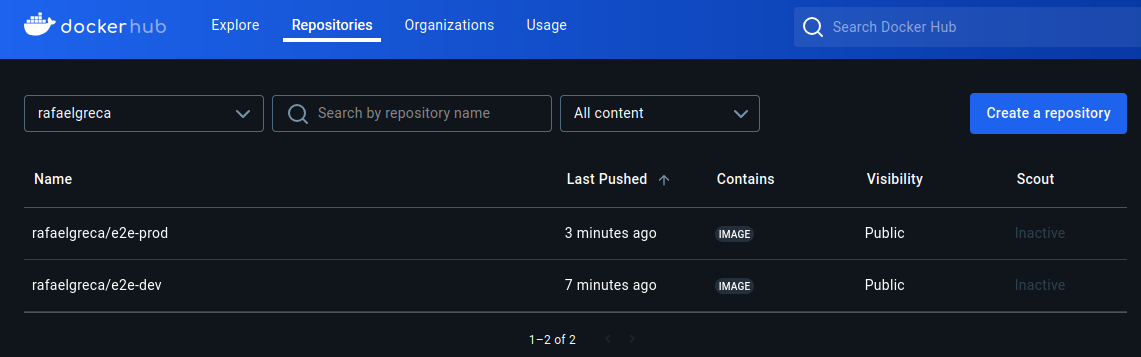 dockerhub Explore Repositories Organizations Usage Search Docker Hub
rafaelgreca Search by repository name All content Create a repository
Name Last Pushed Contains Visibility Scout
rafaelgreca/e2e-prod 3 minutes ago IMAGE Public Inactive
rafaelgreca/e2e-dev 7 minutes ago IMAGE Public Inactive
1–2 of 2